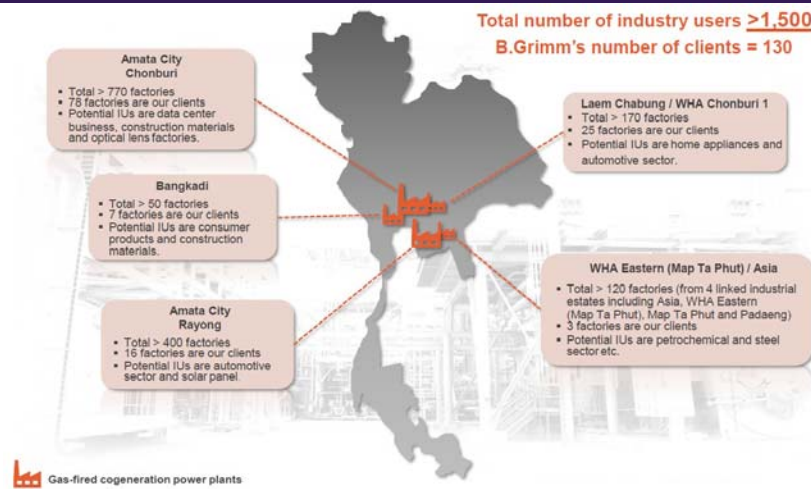 Total number of industry users >1,500
B.Grimm's number of clients = 130
Amata City
Chonburi
Total > 770 factories
78 factories are our clients
Potential IUs are data center
business, construction materials
and optical lens factories.
Bangkadi
Total > 50 factories
7 factories are our clients
Potential IUs are consumer
products and construction
materials.
Amata City
Rayong
Total > 400 factories
16 factories are our clients
Potential IUs are automotive
sector and solar panel.
Laem Chabung / WHA Chonburi 1
Total > 170 factories
25 factories are our clients
Potential IUs are home appliances and
automotive sector.
WHA Eastern (Map Ta Phut) / Asia
Total > 120 factories (from 4 linked industrial
estates including Asia, WHA Eastern
(Map Ta Phut), Map Ta Phut and Padaeng)
3 factories are our clients
Potential IUs are petrochemical and steel
sector etc.
Gas-fired cogeneration power plants